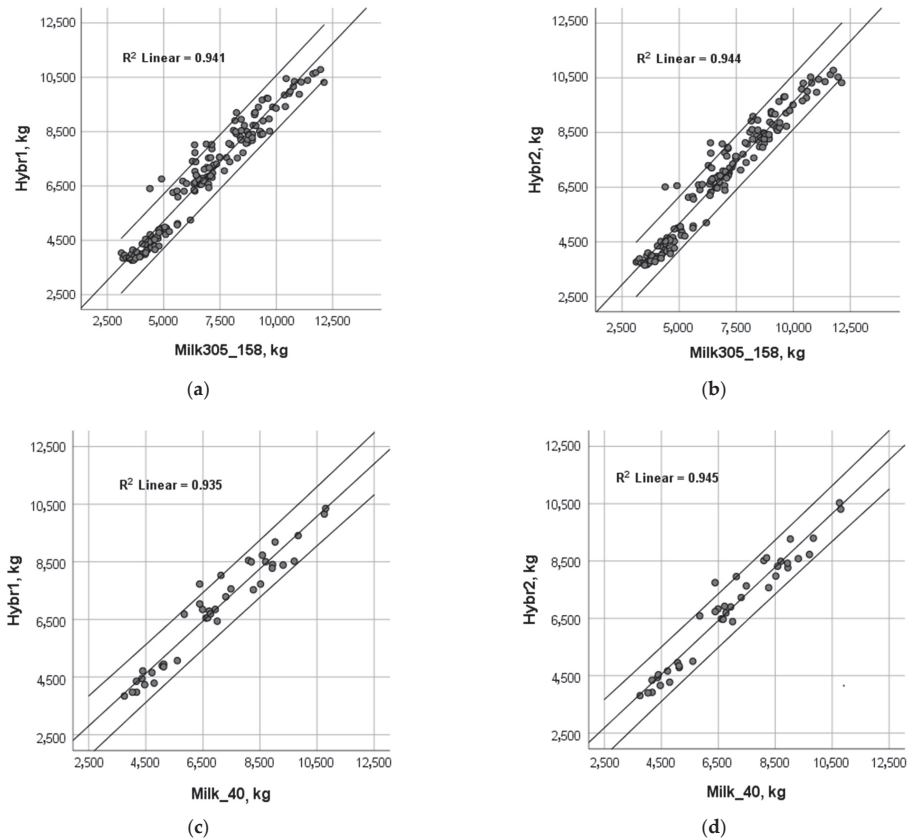 12,500
R² Linear = 0.941
10,500
8,500
Hybr1, kg
6,500
4,500
2,500
2,500 5,000 7,500 10,000 12,500
Milk305_158, kg
(a)
12,500
R² Linear = 0.944
10,500
8,500
Hybr2, kg
6,500
4,500
2,500
2,500 5,000 7,500 10,000 12,500
Milk305_158, kg
(b)
12,500
R² Linear = 0.935
10,500
8,500
Hybr1, kg
6,500
4,500
2,500
2,500 4,500 6,500 8,500 10,500 12,500
Milk_40, kg
(c)
12,500
R² Linear = 0.945
10,500
8,500
Hybr2, kg
6,500
4,500
2,500
2,500 4,500 6,500 8,500 10,500 12,500
Milk_40, kg
(d)